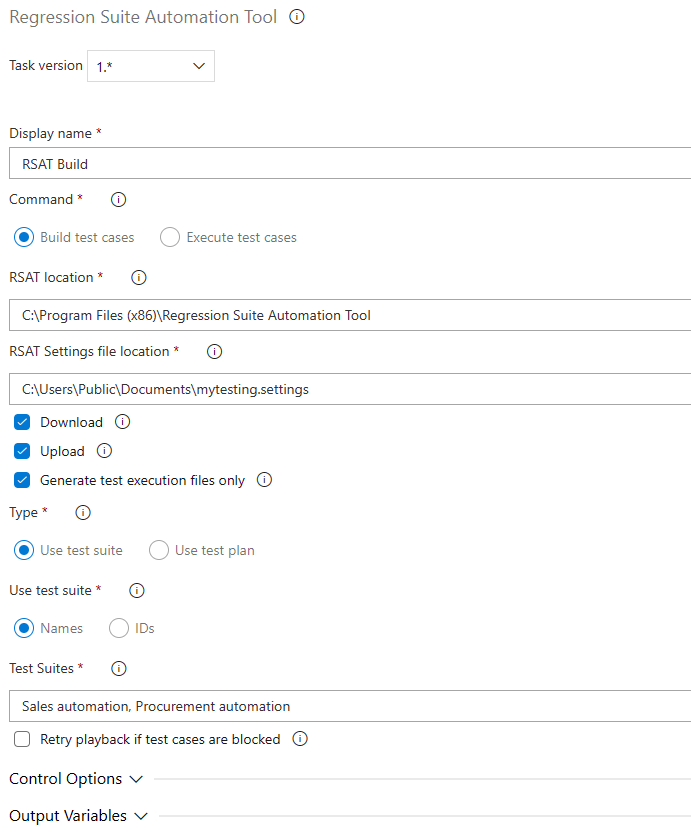 Regression Suite Automation Tool
Task version 1.*
Display name *
RSAT Build
Command *
Build test cases Execute test cases
RSAT location *
C:\Program Files (x86)\Regression Suite Automation Tool
RSAT Settings file location *
C:\Users\Public\Documents\mytesting.settings
Download
Upload
Generate test execution files only
Type *
Use test suite Use test plan
Use test suite *
Names IDs
Test Suites *
Sales automation, Procurement automation
Retry playback if test cases are blocked
Control Options
Output Variables